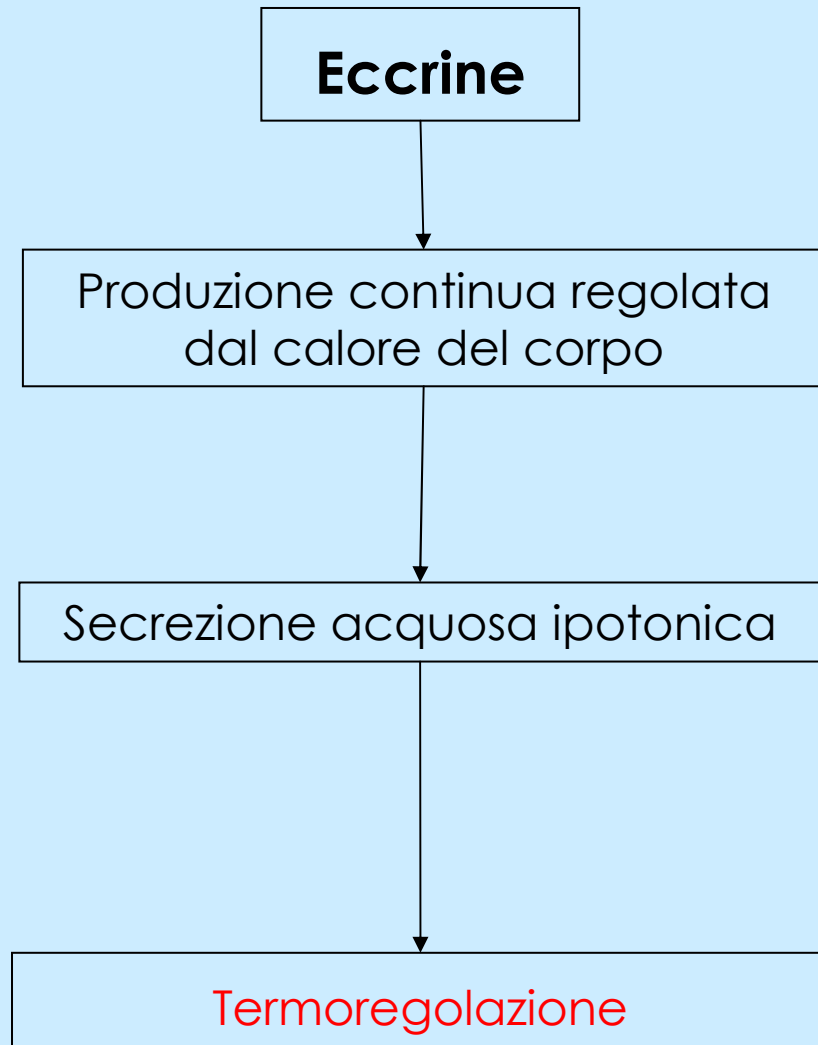 Eccrine
Produzione continua regolata
dal calore del corpo
Secrezione acquosa ipotonica
Termoregolazione